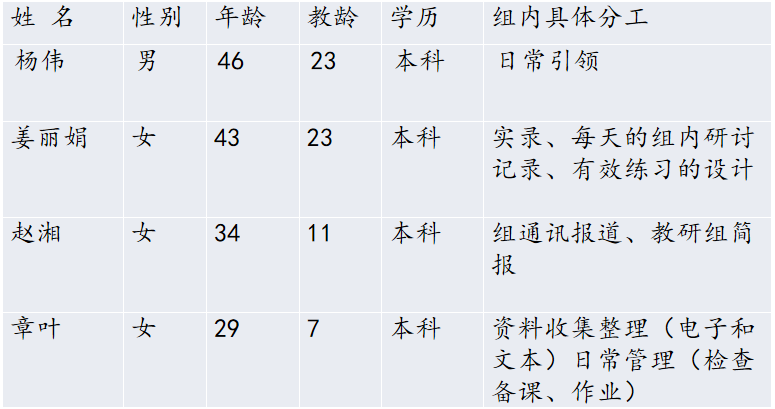 姓 名 性别 年龄 教龄 学历 组内具体分工
杨伟 男 46 23 本科 日常引领
姜丽娟 女 43 23 本科 实录、每天的组内研讨
记录、有效练习的设计
赵湘 女 34 11 本科 组通讯报道、教研组简
报
章叶 女 29 7 本科 资料收集整理（电子和
文本）日常管理（检查
备课、作业）